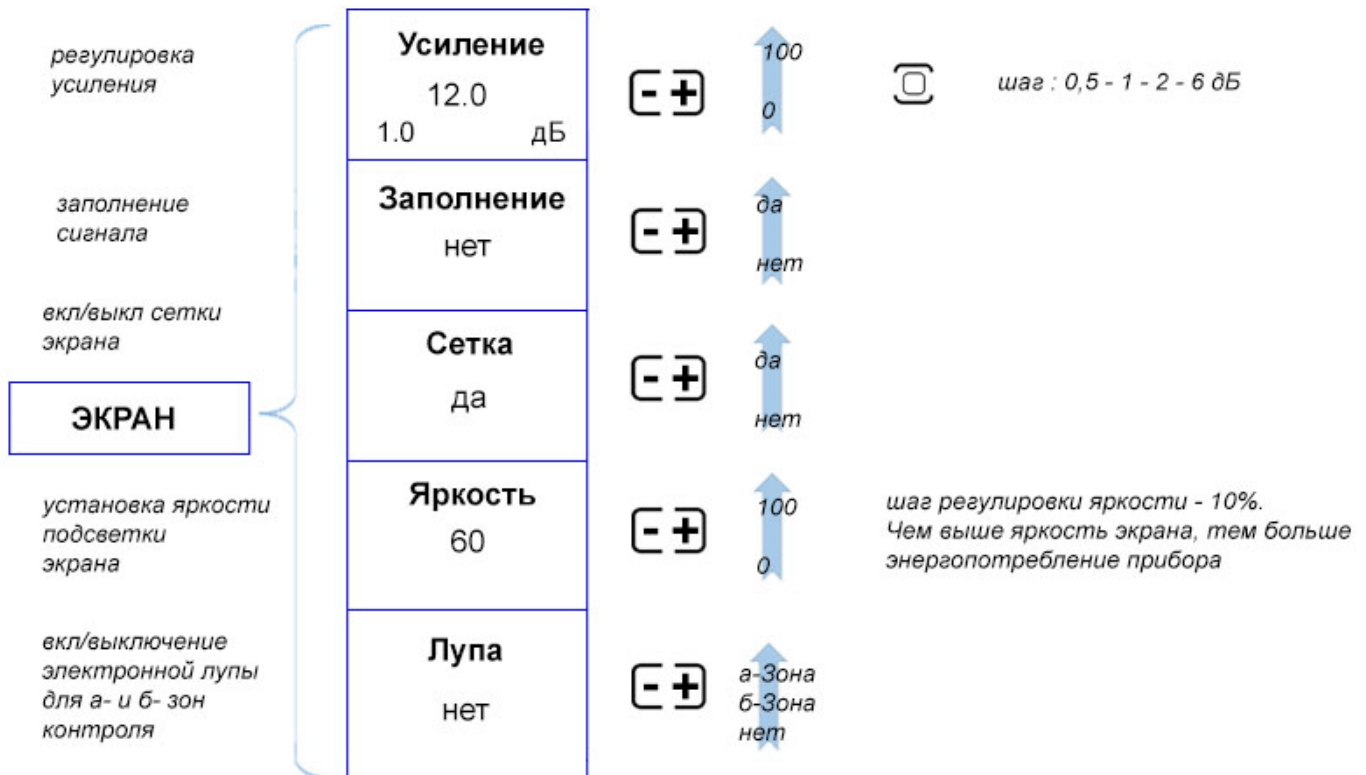 регулировка
усиления
Усиление
12.0
1.0 дБ
- +
100
0
шаг : 0,5 - 1 - 2 - 6 дБ
заполнение
сигнала
Заполнение
нет
- +
да
нет
вкл/выкл сетки
экрана
Сетка
да
- +
да
нет
ЭКРАН
установка яркости
подсветки
экрана
Яркость
60
- +
100
0
шаг регулировки яркости - 10%.
Чем выше яркость экрана, тем больше
энергопотребление прибора
вкл/выключение
электронной лупы
для а- и б- зон
контроля
Лупа
нет
- +
а-Зона
б-Зона
нет